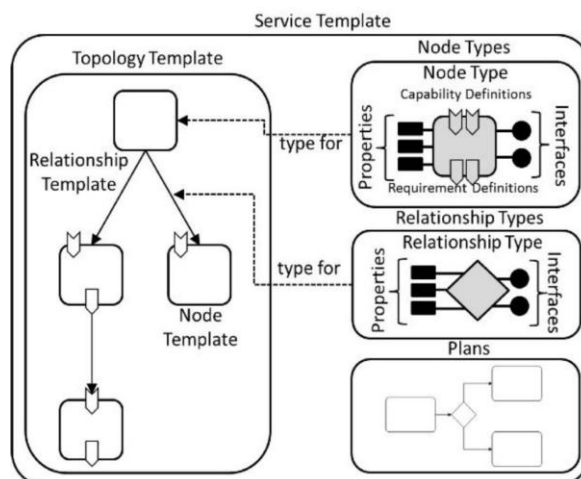 Service Template
Topology Template
Relationship
Template
Node
Template
type for
type for
Node Types
Node Type
Capability Definitions
Properties
Interfaces
Requirement Definitions
Relationship Types
Relationship Type
Properties
Interfaces
Plans